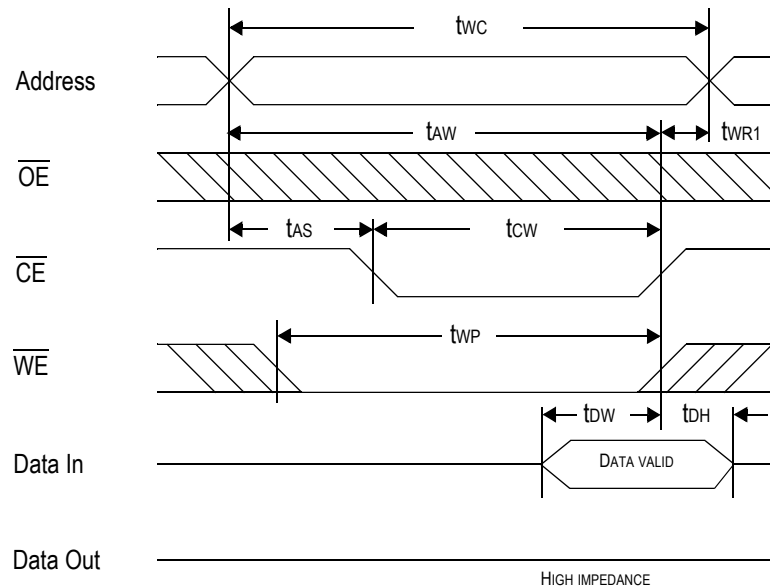 tWC
Address
tAW
tWR1
OE
tAS
tCW
CE
tWP
WE
tDW
tDH
Data In
DATA VALID
Data Out
HIGH IMPEDANCE